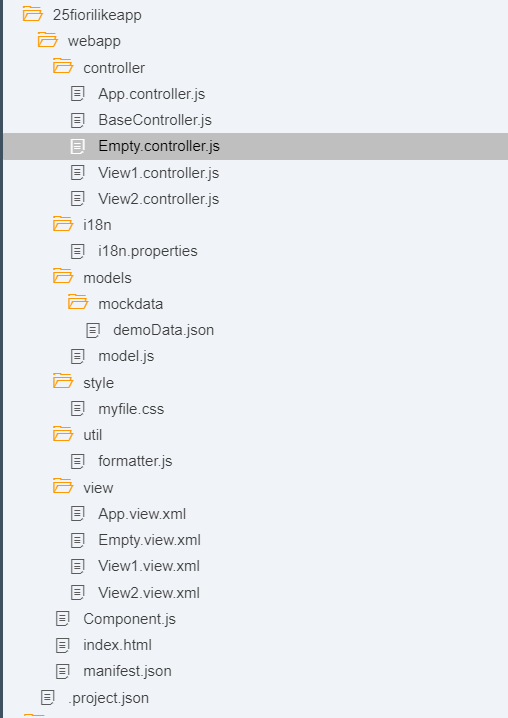 25fiorilikeapp
webapp
controller
App.controller.js
BaseController.js
Empty.controller.js
View1.controller.js
View2.controller.js
i18n
i18n.properties
models
mockdata
demoData.json
model.js
style
myfile.css
util
formatter.js
view
App.view.xml
Empty.view.xml
View1.view.xml
View2.view.xml
Component.js
index.html
manifest.json
.project.json